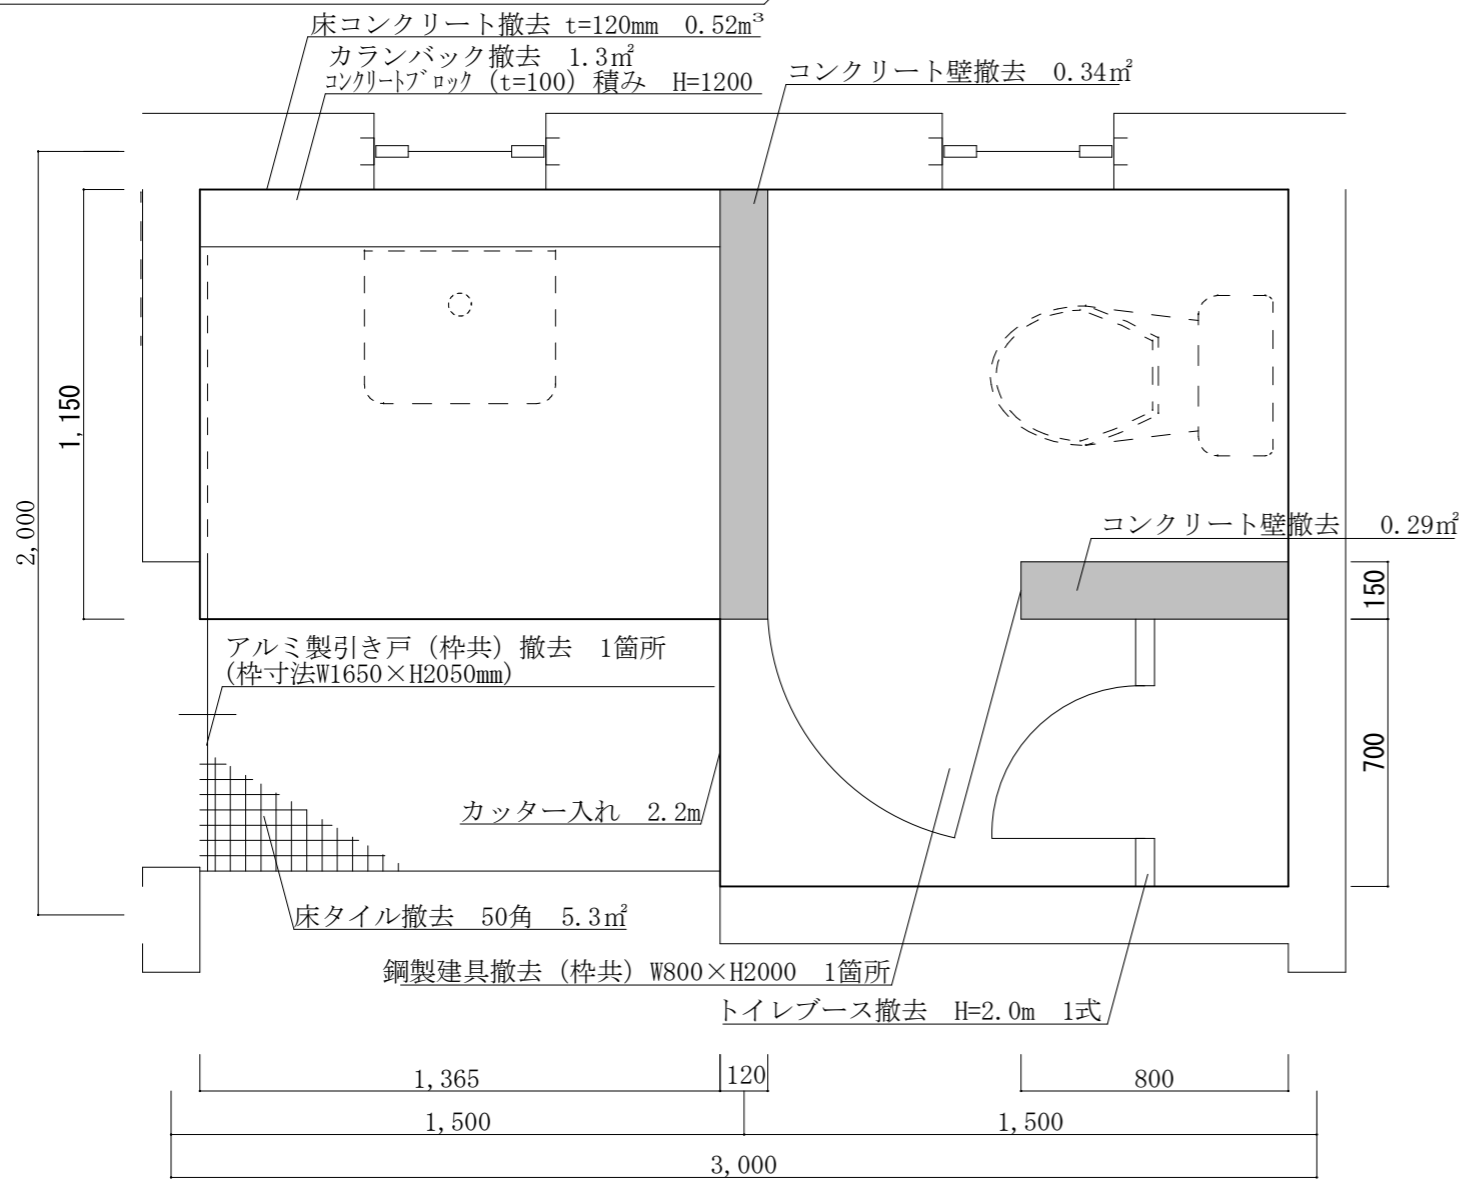 床コンクリート撤去 t=120mm 0.52m³
カランバック撤去 1.3㎡
コンクリートブロック (t=100) 積み H=1200
コンクリート壁撤去 0.34㎡
1,150
2,000
コンクリート壁撤去 0.29㎡
150
アルミ製引き戸 (枠共) 撤去 1箇所
(枠寸法W1650×H2050mm)
700
カッター入れ 2.2m
床タイル撤去 50角 5.3㎡
鋼製建具撤去 (枠共) W800×H2000 1箇所
トイレブース撤去 H=2.0m 1式
1,365
120
800
1,500
1,500
3,000